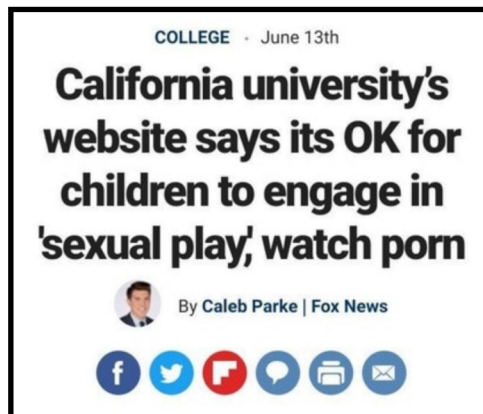 COLLEGE · June 13th
California university's
website says its OK for
children to engage in
'sexual play,' watch porn
By Caleb Parke | Fox News